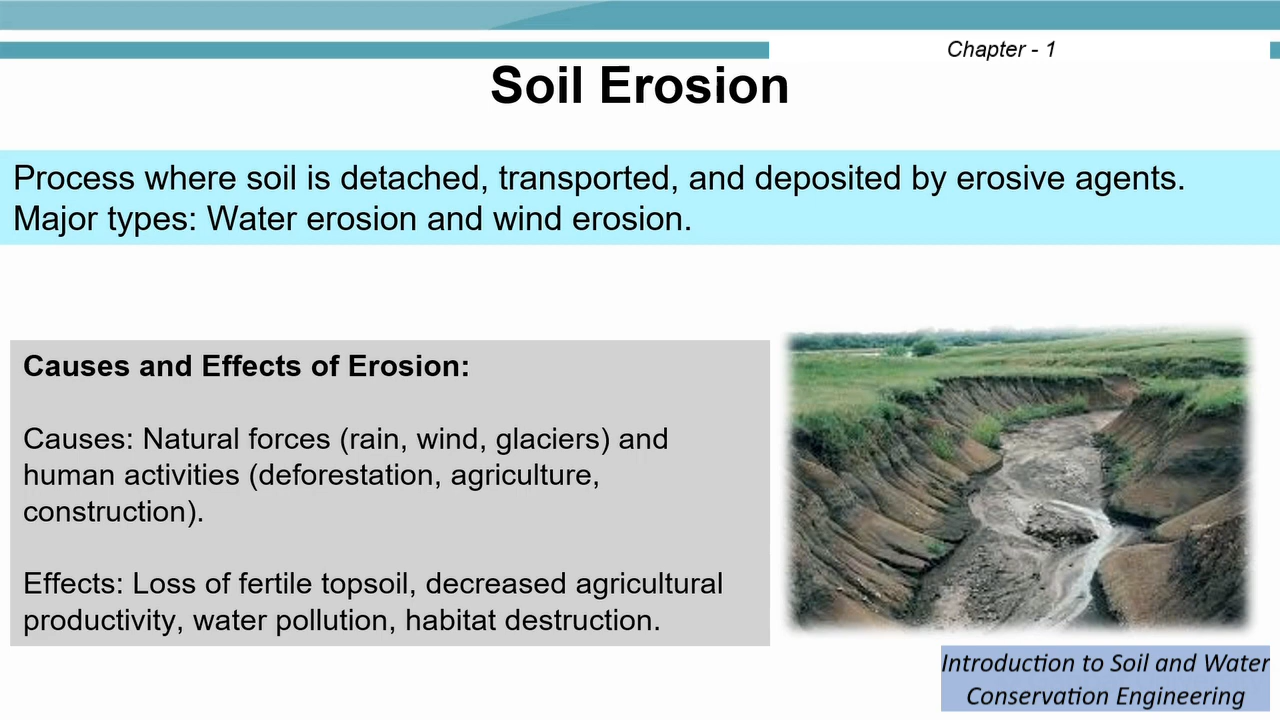 Chapter - 1
Soil Erosion
Process where soil is detached, transported, and deposited by erosive agents.
Major types: Water erosion and wind erosion.
Causes and Effects of Erosion:
Causes: Natural forces (rain, wind, glaciers) and
human activities (deforestation, agriculture,
construction).
Effects: Loss of fertile topsoil, decreased agricultural
productivity, water pollution, habitat destruction.
Introduction to Soil and Water
Conservation Engineering